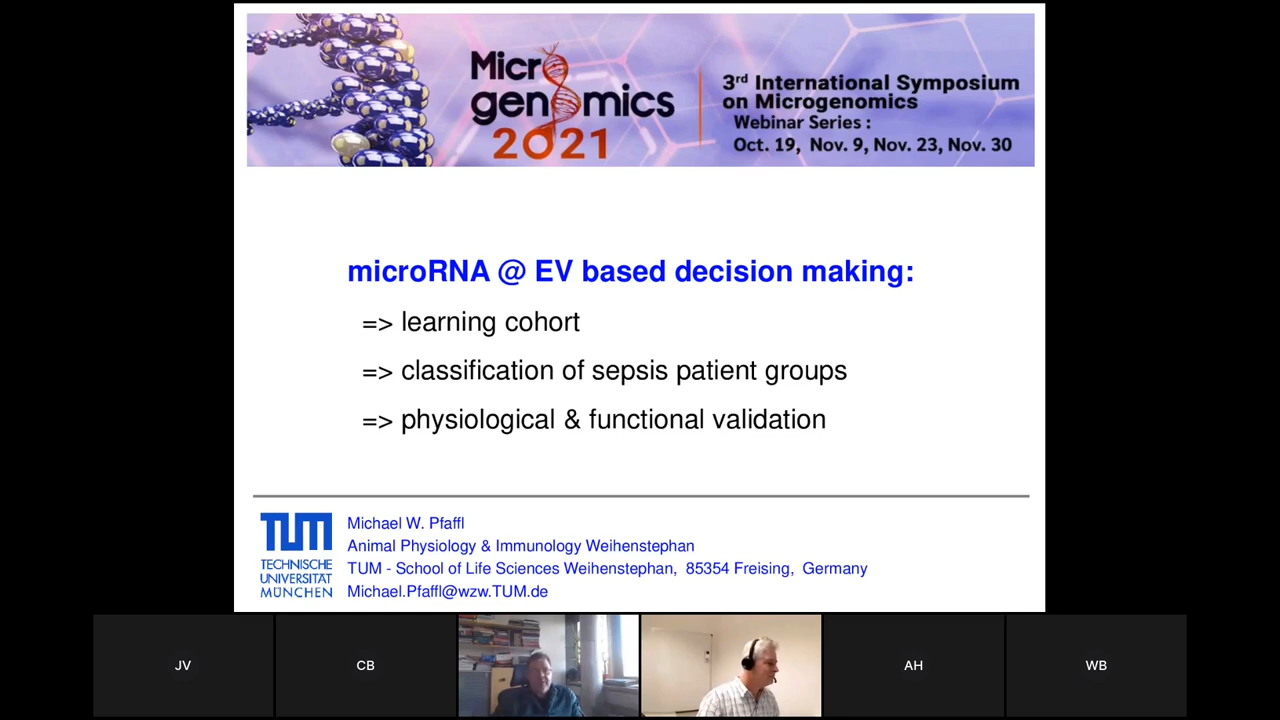 Micr genomics
2021
3rd International Symposium
on Microgenomics
Webinar Series :
Oct. 19, Nov. 9, Nov. 23, Nov. 30
microRNA @ EV based decision making:
=> learning cohort
=> classification of sepsis patient groups
=> physiological & functional validation
TUM
TECHNISCHE
UNIVERSITÄT
MÜNCHEN
Michael W. Pfaffl
Animal Physiology & Immunology Weihenstephan
TUM - School of Life Sciences Weihenstephan, 85354 Freising, Germany
Michael.Pfaffl@wzw.TUM.de
JV
CB
AH
WB